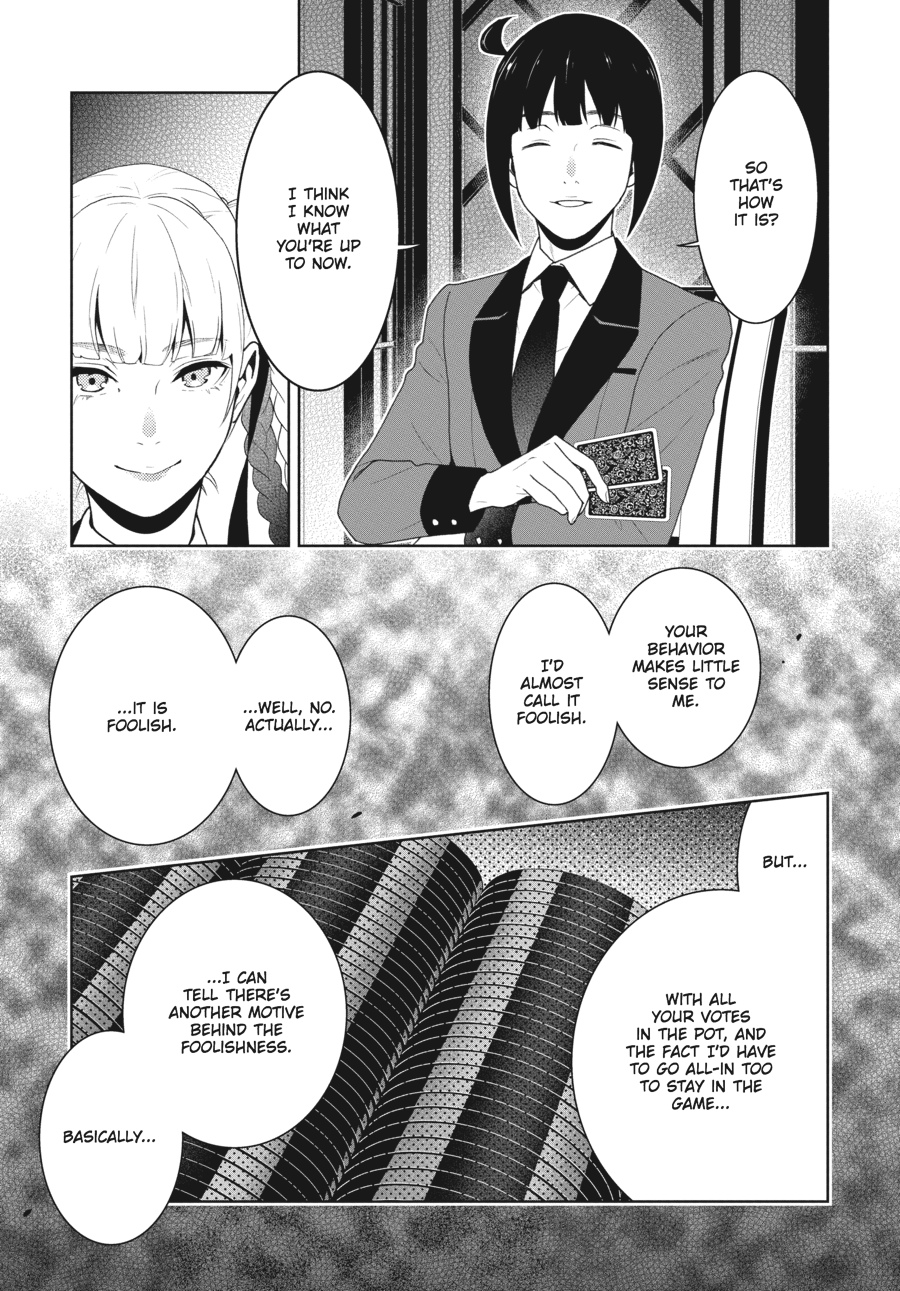 SO
THAT'S
HOW
IT IS?
I THINK
I KNOW
WHAT
YOU'RE UP
TO NOW.
YOUR
BEHAVIOR
MAKES LITTLE
SENSE TO
ME.
I'D
ALMOST
CALL IT
FOOLISH.
...WELL, NO.
ACTUALLY...
...IT IS
FOOLISH.
BUT...
WITH ALL
YOUR VOTES
IN THE POT, AND
THE FACT I'D HAVE
TO GO ALL-IN TOO
TO STAY IN THE
GAME...
...I CAN
TELL THERE'S
ANOTHER MOTIVE
BEHIND THE
FOOLISHNESS.
BASICALLY...